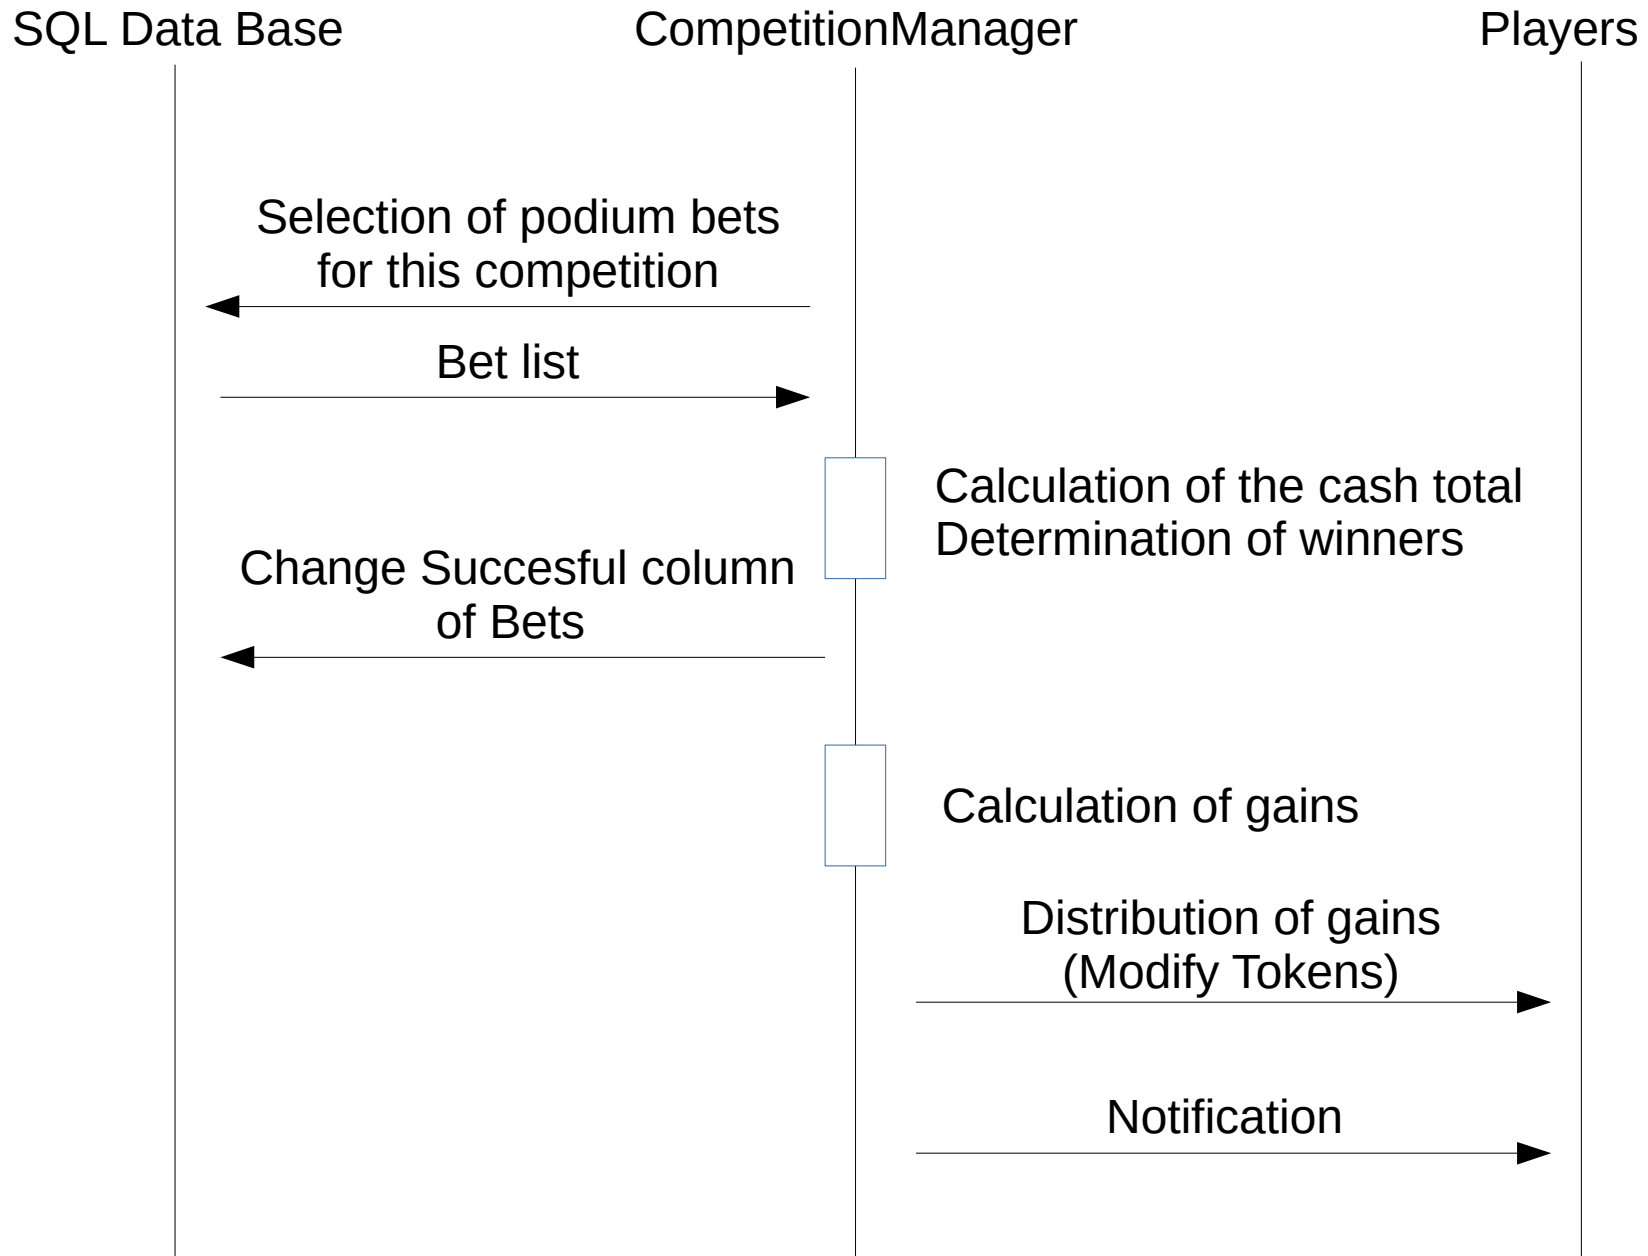 SQL Data Base
CompetitionManager
Players
Selection of podium bets
for this competition
Bet list
Calculation of the cash total
Determination of winners
Change Succesful column
of Bets
Calculation of gains
Distribution of gains
(Modify Tokens)
Notification